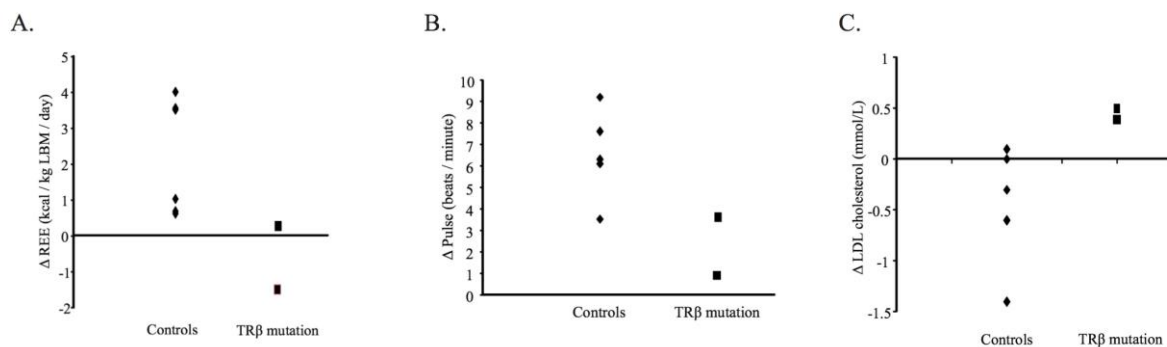 A.
Δ REE (kcal / kg LBM / day)
5
4
3
2
1
0
-1
-2
Controls
TRβ mutation
B.
Δ Pulse (beats / minute)
10
9
8
7
6
5
4
3
2
1
0
Controls
TRβ mutation
C.
Δ LDL cholesterol (mmol/L)
1
0.5
0
-0.5
-1
-1.5
Controls
TRβ mutation